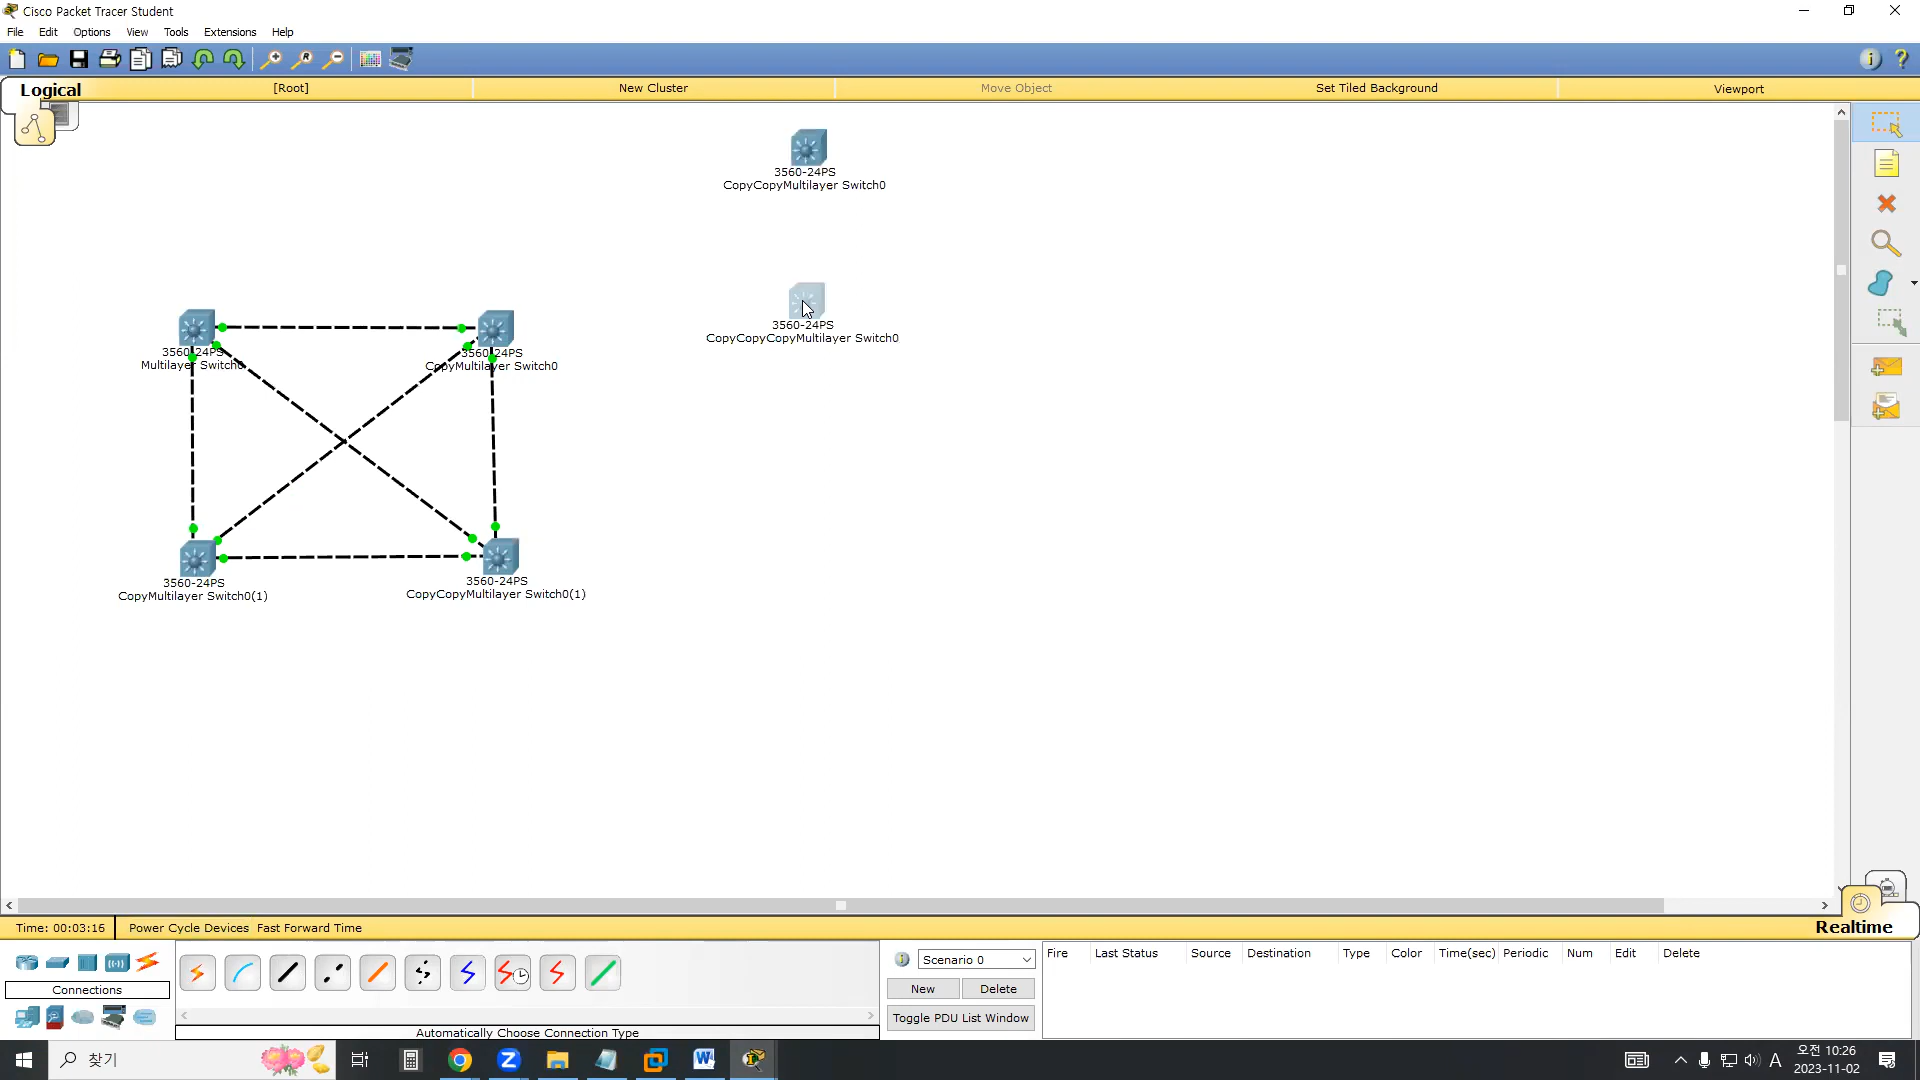 Cisco Packet Tracer Student
File Edit Options View Tools Extensions Help
Logical [Root] New Cluster Move Object Set Tiled Background Viewport
3560-24PS
CopyCopyMultilayer Switch0
3560-24PS
CopyCopyCopyMultilayer Switch0
3560-24PS
Multilayer Switch0
3560-24PS
CopyMultilayer Switch0
3560-24PS
CopyMultilayer Switch0(1)
3560-24PS
CopyCopyMultilayer Switch0(1)
Time: 00:03:16 Power Cycle Devices Fast Forward Time Realtime
Connections
Automatically Choose Connection Type
Scenario 0
New Delete
Toggle PDU List Window
Fire Last Status Source Destination Type Color Time(sec) Periodic Num Edit Delete
찾기
A 오전 10:26
2023-11-02